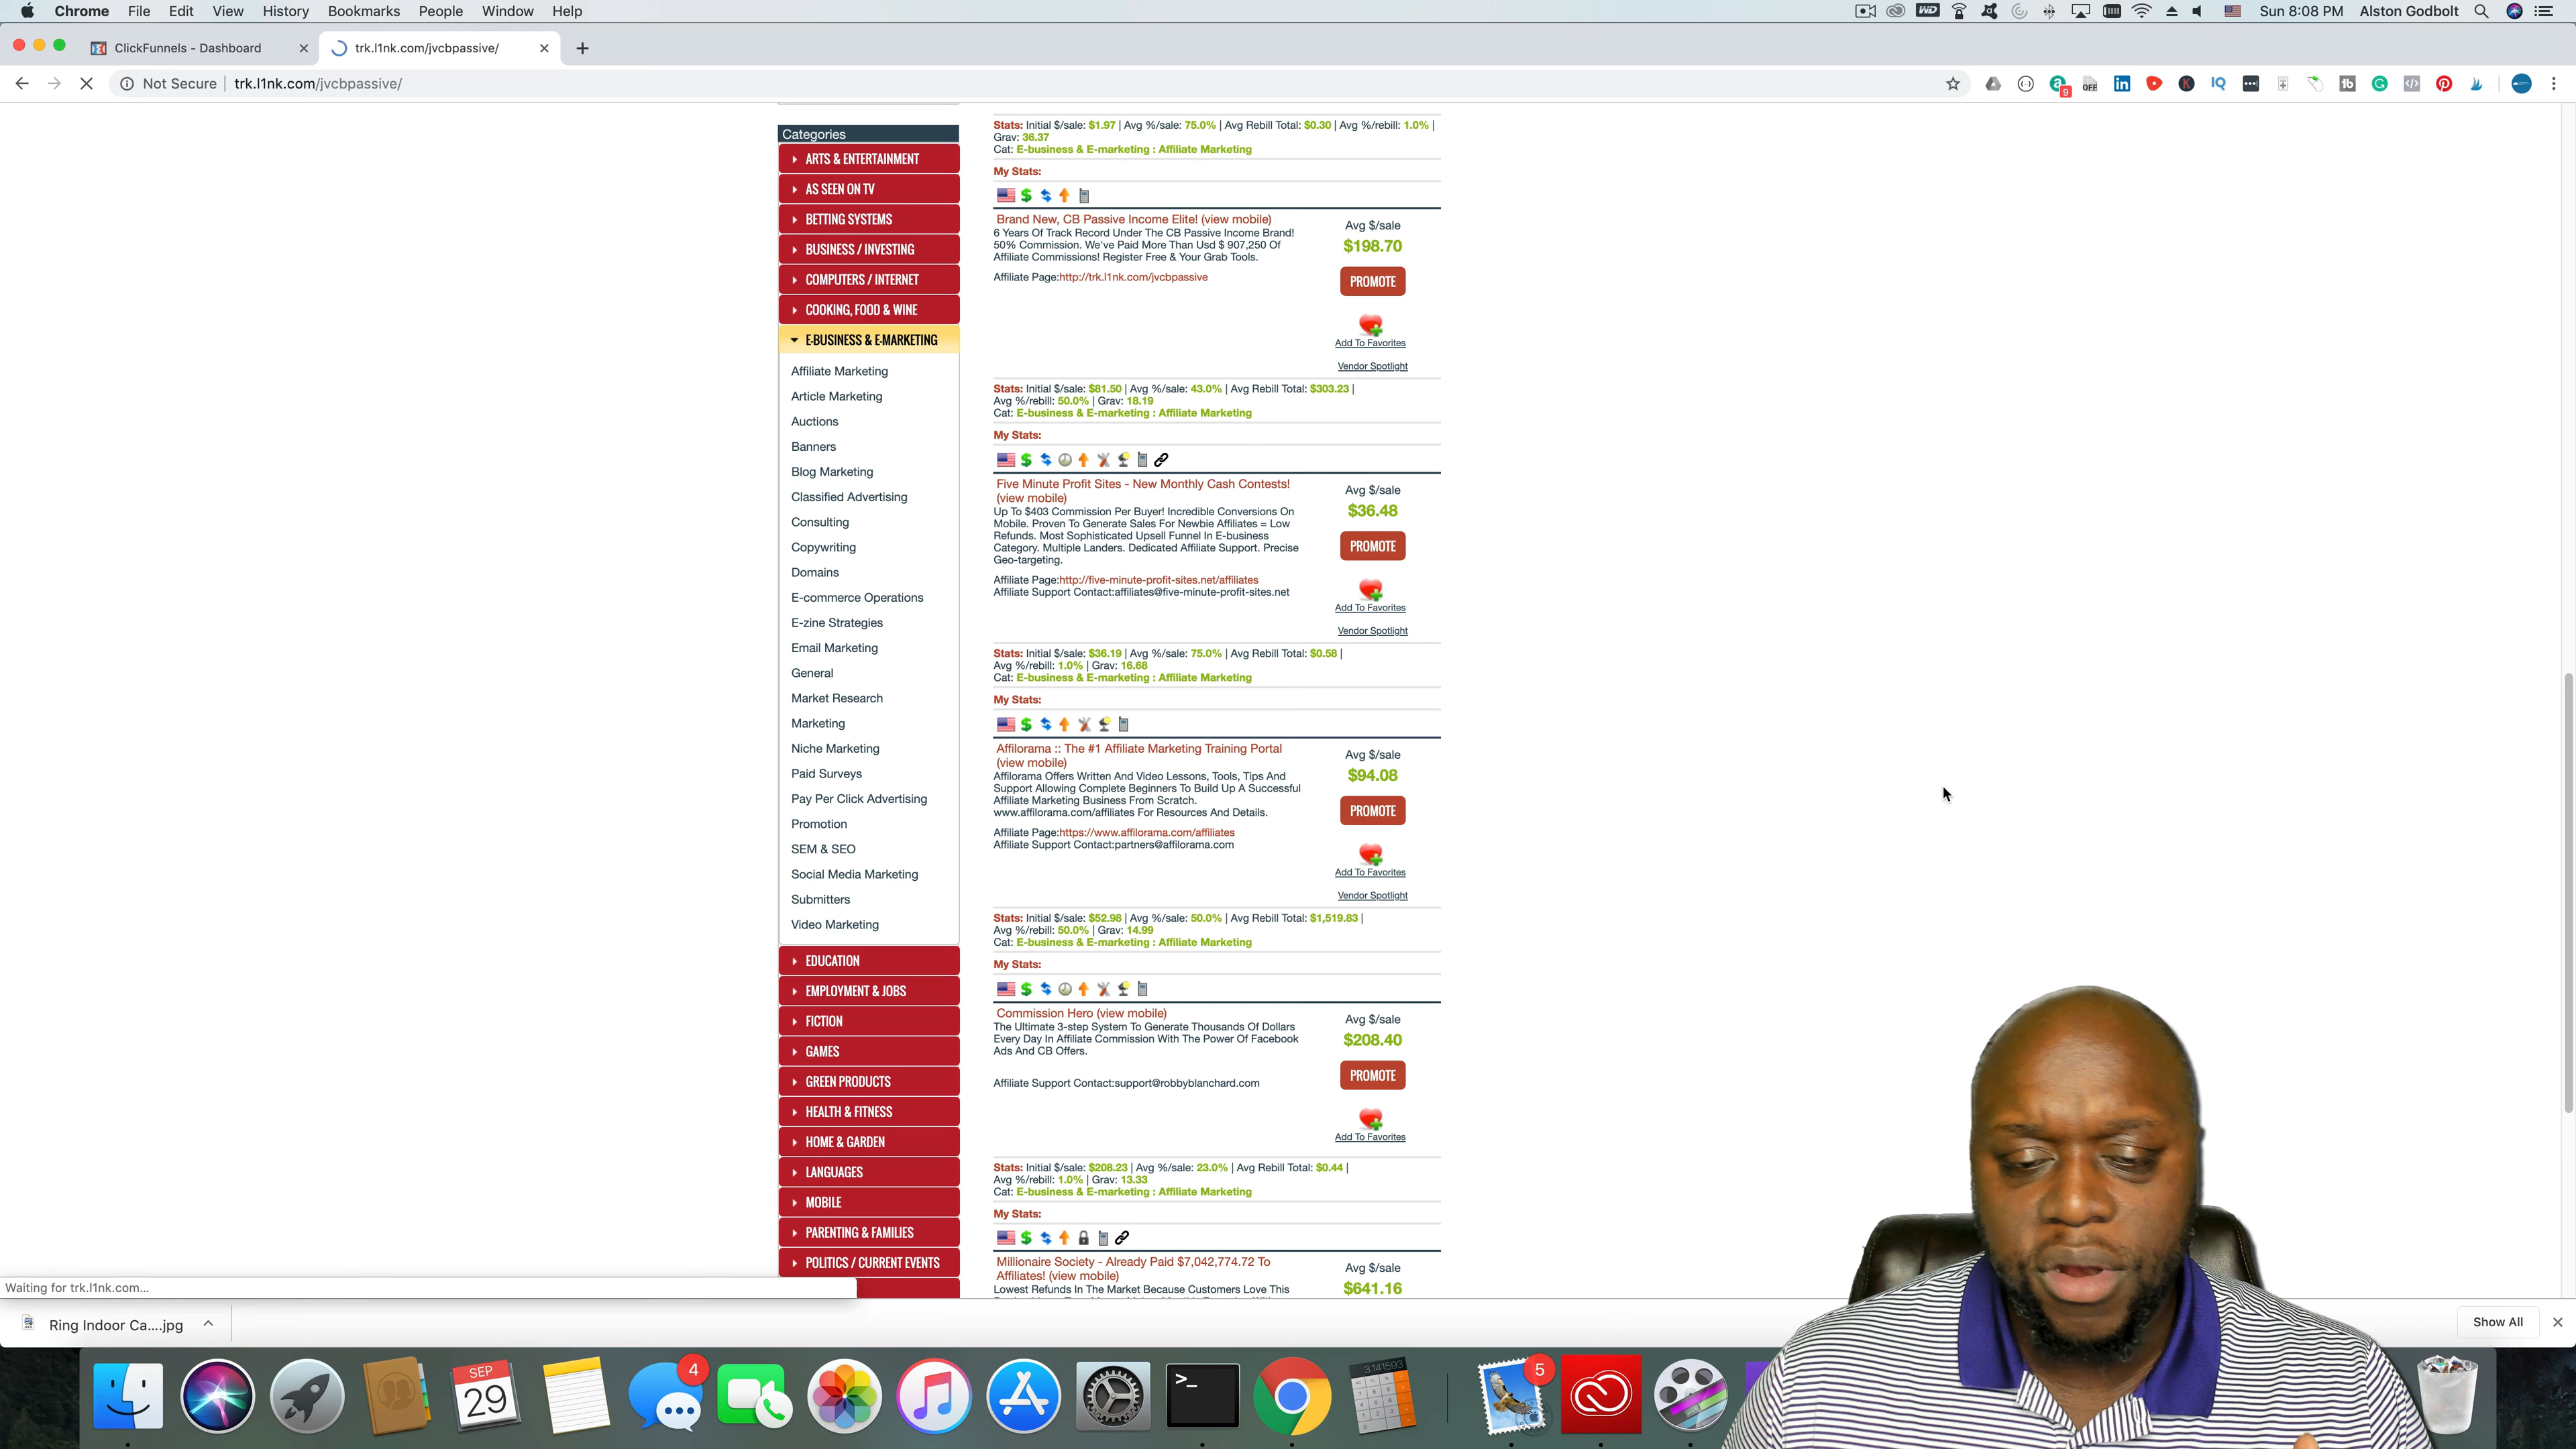 Chrome File Edit View History Bookmarks People Window Help
WD
Sun 8:08 PM Alston Godbolt
ClickFunnels - Dashboard
trk.l1nk.com/jvcbpassive/
Not Secure trk.l1nk.com/jvcbpassive/
Categories
ARTS & ENTERTAINMENT
AS SEEN ON TV
BETTING SYSTEMS
BUSINESS / INVESTING
COMPUTERS / INTERNET
COOKING, FOOD & WINE
E-BUSINESS & E-MARKETING
Affiliate Marketing
Article Marketing
Auctions
Banners
Blog Marketing
Classified Advertising
Consulting
Copywriting
Domains
E-commerce Operations
E-zine Strategies
Email Marketing
General
Market Research
Marketing
Niche Marketing
Paid Surveys
Pay Per Click Advertising
Promotion
SEM & SEO
Social Media Marketing
Submitters
Video Marketing
EDUCATION
EMPLOYMENT & JOBS
FICTION
GAMES
GREEN PRODUCTS
HEALTH & FITNESS
HOME & GARDEN
LANGUAGES
MOBILE
PARENTING & FAMILIES
POLITICS / CURRENT EVENTS
Stats: Initial $/sale: $1.97 | Avg %/sale: 75.0% | Avg Rebill Total: $0.30 | Avg %/rebill: 1.0% |
Grav: 36.37
Cat: E-business & E-marketing : Affiliate Marketing
My Stats:
Brand New, CB Passive Income Elite! (view mobile)
6 Years Of Track Record Under The CB Passive Income Brand!
50% Commission. We've Paid More Than Usd $ 907,250 Of
Affiliate Commissions! Register Free & Your Grab Tools.
Affiliate Page:http://trk.l1nk.com/jvcbpassive
Avg $/sale
$198.70
PROMOTE
Add To Favorites
Vendor Spotlight
Stats: Initial $/sale: $81.50 | Avg %/sale: 43.0% | Avg Rebill Total: $303.23 |
Avg %/rebill: 50.0% | Grav: 18.19
Cat: E-business & E-marketing : Affiliate Marketing
My Stats:
Five Minute Profit Sites - New Monthly Cash Contests!
(view mobile)
Up To $403 Commission Per Buyer! Incredible Conversions On
Mobile. Proven To Generate Sales For Newbie Affiliates = Low
Refunds. Most Sophisticated Upsell Funnel In E-business
Category. Multiple Landers. Dedicated Affiliate Support. Precise
Geo-targeting.
Affiliate Page:http://five-minute-profit-sites.net/affiliates
Affiliate Support Contact:affiliates@five-minute-profit-sites.net
Avg $/sale
$36.48
PROMOTE
Add To Favorites
Vendor Spotlight
Stats: Initial $/sale: $36.19 | Avg %/sale: 75.0% | Avg Rebill Total: $0.58 |
Avg %/rebill: 1.0% | Grav: 16.68
Cat: E-business & E-marketing : Affiliate Marketing
My Stats:
Affilorama :: The #1 Affiliate Marketing Training Portal
(view mobile)
Affilorama Offers Written And Video Lessons, Tools, Tips And
Support Allowing Complete Beginners To Build Up A Successful
Affiliate Marketing Business From Scratch.
www.affilorama.com/affiliates For Resources And Details.
Affiliate Page:https://www.affilorama.com/affiliates
Affiliate Support Contact:partners@affilorama.com
Avg $/sale
$94.08
PROMOTE
Add To Favorites
Vendor Spotlight
Stats: Initial $/sale: $52.98 | Avg %/sale: 50.0% | Avg Rebill Total: $1,519.83 |
Avg %/rebill: 50.0% | Grav: 14.99
Cat: E-business & E-marketing : Affiliate Marketing
My Stats:
Commission Hero (view mobile)
The Ultimate 3-step System To Generate Thousands Of Dollars
Every Day In Affiliate Commission With The Power Of Facebook
Ads And CB Offers.
Affiliate Support Contact:support@robbyblanchard.com
Avg $/sale
$208.40
PROMOTE
Add To Favorites
Stats: Initial $/sale: $208.23 | Avg %/sale: 23.0% | Avg Rebill Total: $0.44 |
Avg %/rebill: 1.0% | Grav: 13.33
Cat: E-business & E-marketing : Affiliate Marketing
My Stats:
Millionaire Society - Already Paid $7,042,774.72 To
Affiliates! (view mobile)
Lowest Refunds In The Market Because Customers Love This
Avg $/sale
$641.16
Waiting for trk.l1nk.com...
Ring Indoor Ca....jpg
Show All
SEP
29
4
5